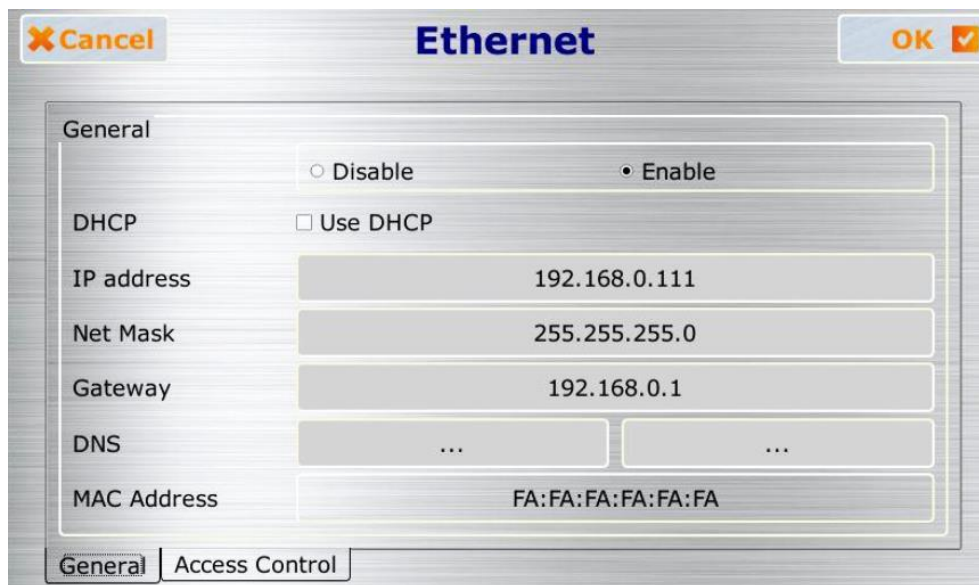 Cancel
Ethernet
OK
General
Disable
Enable
DHCP
Use DHCP
IP address
192.168.0.111
Net Mask
255.255.255.0
Gateway
192.168.0.1
DNS
...
...
MAC Address
FA:FA:FA:FA:FA:FA
General
Access Control